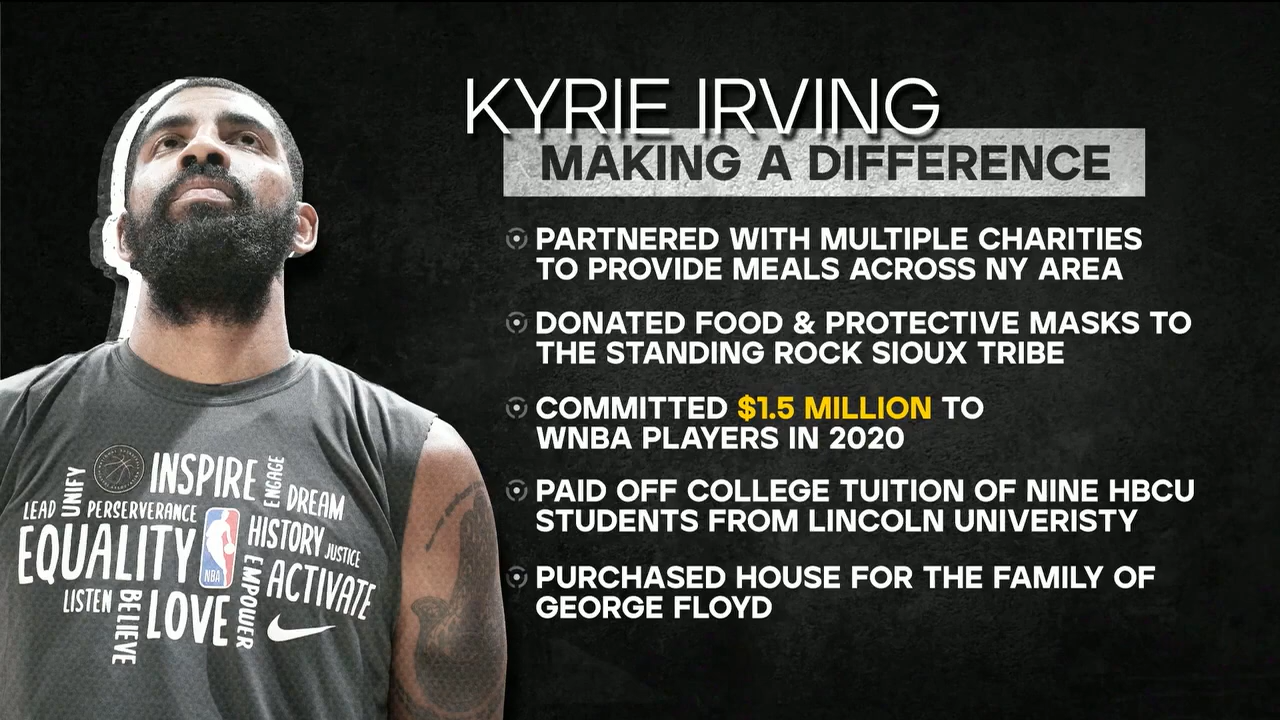 KYRIE IRVING
MAKING A DIFFERENCE
PARTNERED WITH MULTIPLE CHARITIES
TO PROVIDE MEALS ACROSS NY AREA
DONATED FOOD & PROTECTIVE MASKS TO
THE STANDING ROCK SIOUX TRIBE
COMMITTED $1.5 MILLION TO
WNBA PLAYERS IN 2020
PAID OFF COLLEGE TUITION OF NINE HBCU
STUDENTS FROM LINCOLN UNIVERISTY
PURCHASED HOUSE FOR THE FAMILY OF
GEORGE FLOYD
UNIFY
INSPIRE
ENGAGE
LEAD
PERSERVERANCE
DREAM
EQUALITY
NBA
HISTORY
JUSTICE
LISTEN
BELIEVE
LOVE
EMPOWER
ACTIVATE